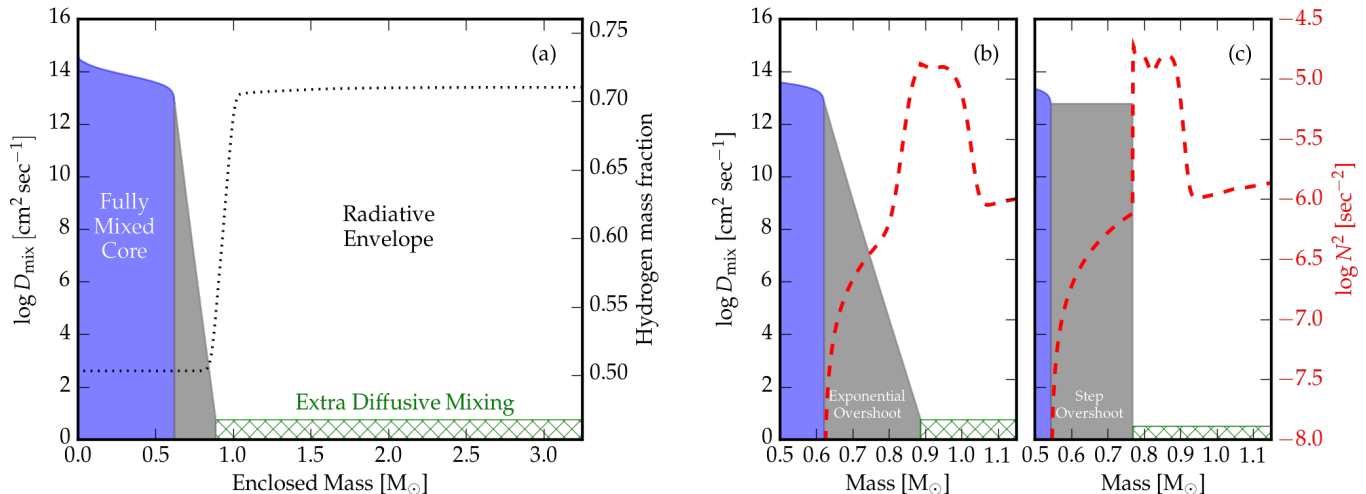 16
14
12
10
8
6
4
2
0
log D_mix [cm² sec⁻¹]
(a)
Fully
Mixed
Core
Radiative
Envelope
Extra Diffusive Mixing
0.0 0.5 1.0 1.5 2.0 2.5 3.0
Enclosed Mass [M☉]
0.75
0.70
0.65
0.60
0.55
0.50
Hydrogen mass fraction
16
14
12
10
8
6
4
2
0
log D_mix [cm² sec⁻¹]
(b)
Exponential
Overshoot
0.5 0.6 0.7 0.8 0.9 1.0 1.1
Mass [M☉]
(c)
Step
Overshoot
0.5 0.6 0.7 0.8 0.9 1.0 1.1
Mass [M☉]
−4.5
−5.0
−5.5
−6.0
−6.5
−7.0
−7.5
−8.0
log N² [sec⁻²]